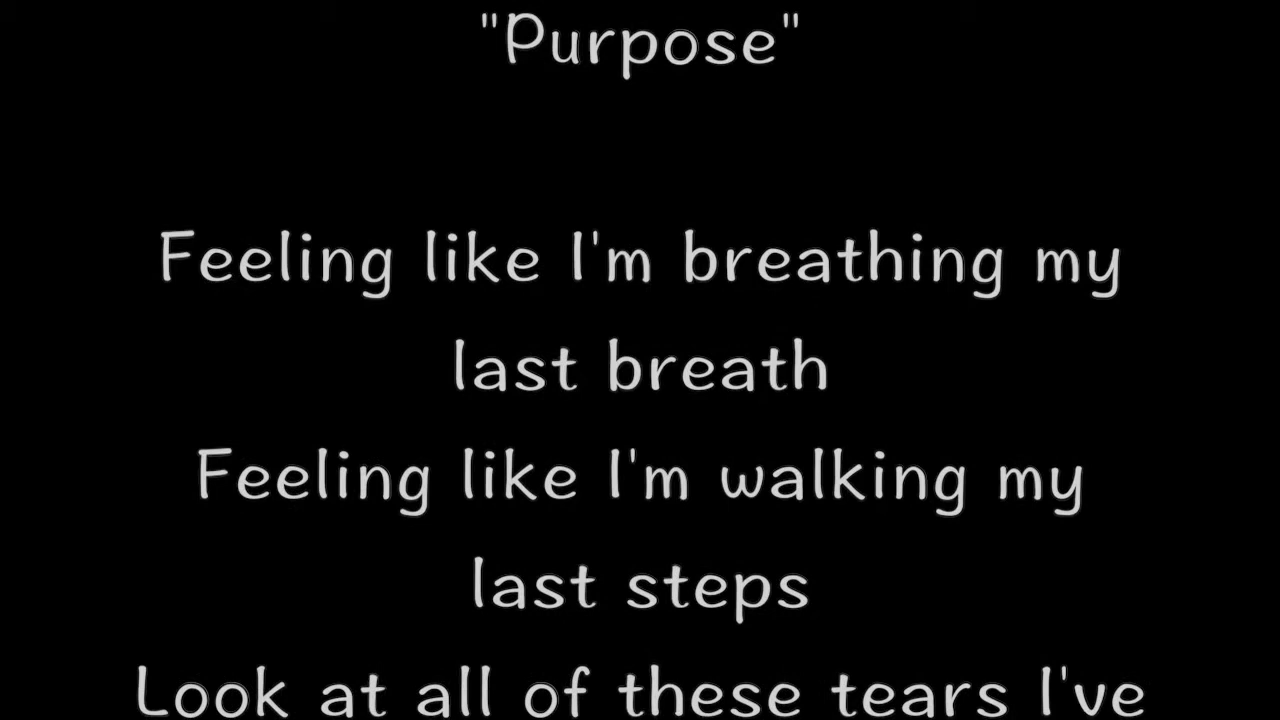 "Purpose"
Feeling like I'm breathing my
last breath
Feeling like I'm walking my
last steps
Look at all of these tears I've